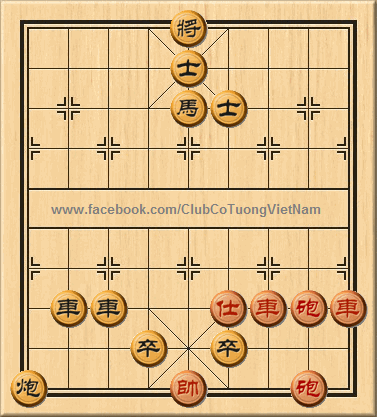 將
士
馬 士
www.facebook.com/ClubCoTuongVietNam
車 車 仕 車 砲 車
卒 卒
炮 帥 砲